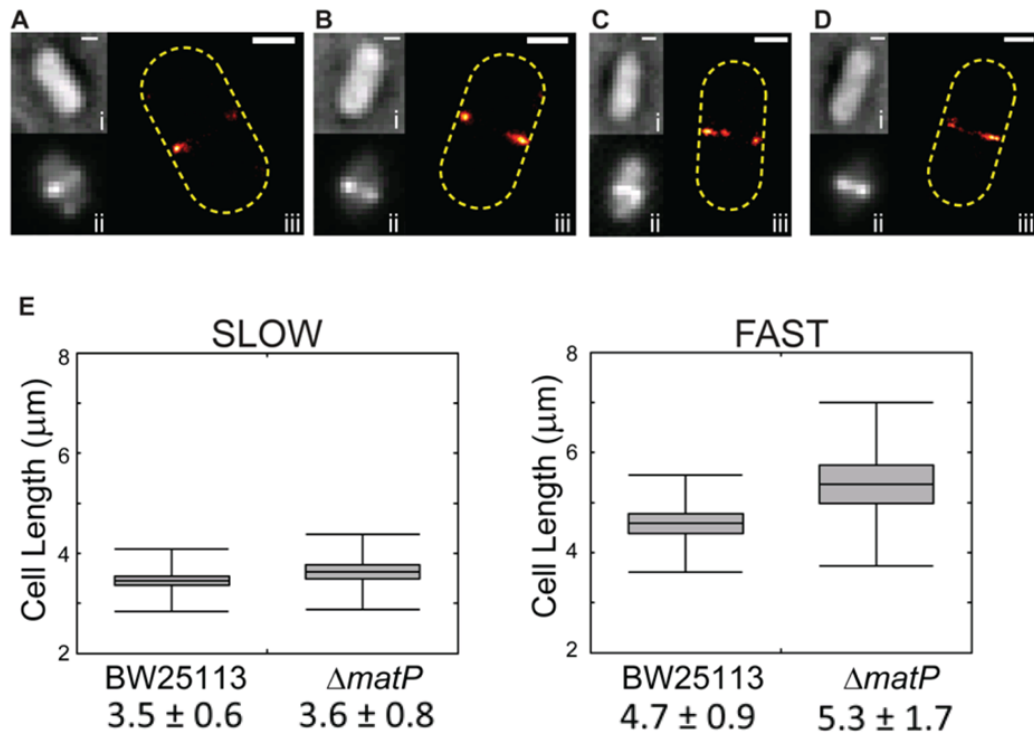 A B C D
i i i i
ii iii ii iii ii iii ii iii
E
SLOW FAST
8 8
6 6
4 4
2 2
Cell Length (μm) Cell Length (μm)
BW25113 ΔmatP BW25113 ΔmatP
3.5 ± 0.6 3.6 ± 0.8 4.7 ± 0.9 5.3 ± 1.7